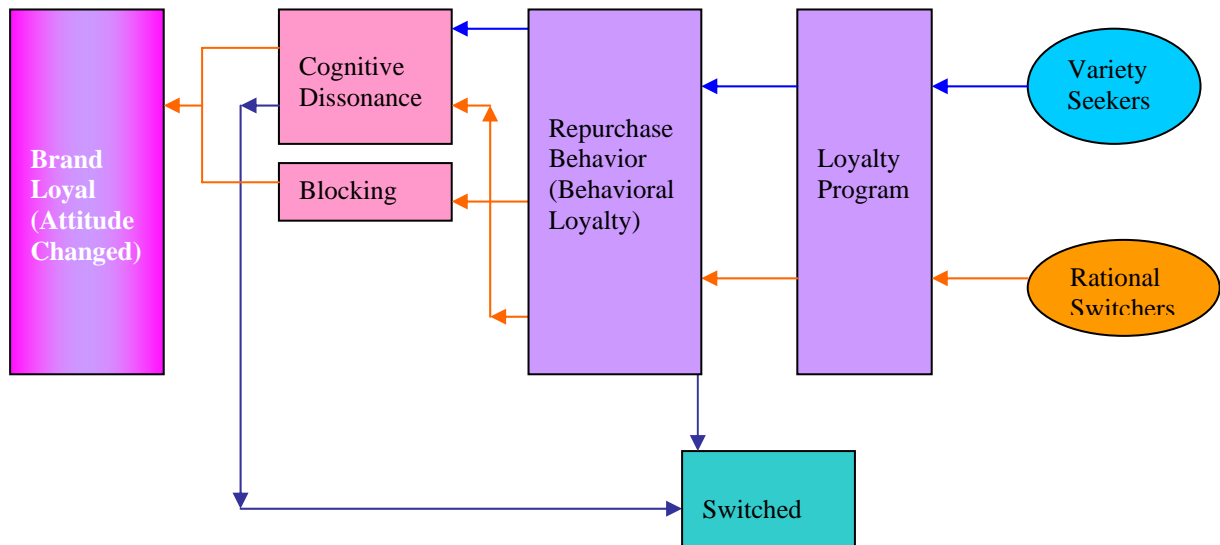 Brand
Loyal
(Attitude
Changed)
Cognitive
Dissonance
Blocking
Repurchase
Behavior
(Behavioral
Loyalty)
Loyalty
Program
Variety
Seekers
Rational
Switchers
Switched